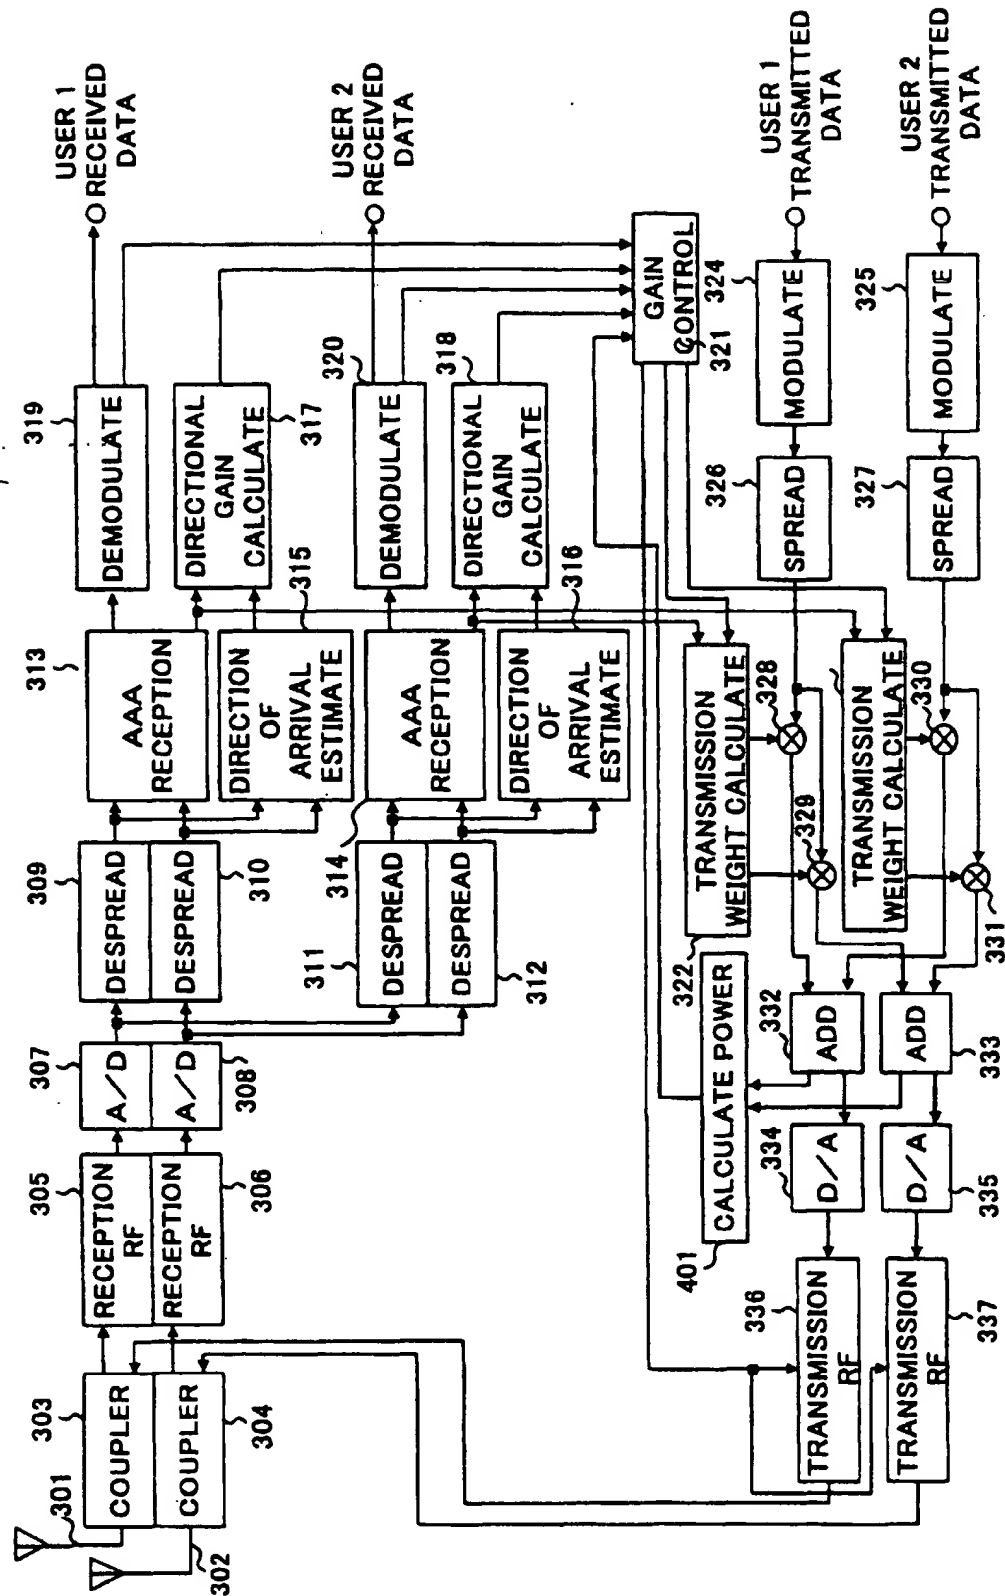 USER 1
RECEIVED
DATA
USER 2
RECEIVED
DATA
319
DEMODULATE
DIRECTIONAL
GAIN
CALCULATE
317
320
DEMODULATE
318
DIRECTIONAL
GAIN
CALCULATE
GAIN
CONTROL
321
USER 1
TRANSMITTED
DATA
USER 2
TRANSMITTED
DATA
324
MODULATE
325
MODULATE
326
SPREAD
327
SPREAD
313
AAA
RECEPTION
315
DIRECTION
OF
ARRIVAL
ESTIMATE
314
AAA
RECEPTION
316
DIRECTION
OF
ARRIVAL
ESTIMATE
309
DESPREAD
DESPREAD
310
311
DESPREAD
DESPREAD
312
307
A/D
A/D
308
305
RECEPTION
RF
RECEPTION
RF
306
303
COUPLER
COUPLER
304
301
302
322
TRANSMISSION
WEIGHT CALCULATE
328
329
TRANSMISSION
WEIGHT CALCULATE
330
331
CALCULATE POWER
401
332
ADD
ADD
333
334
D/A
D/A
335
336
TRANSMISSION
RF
TRANSMISSION
RF
337